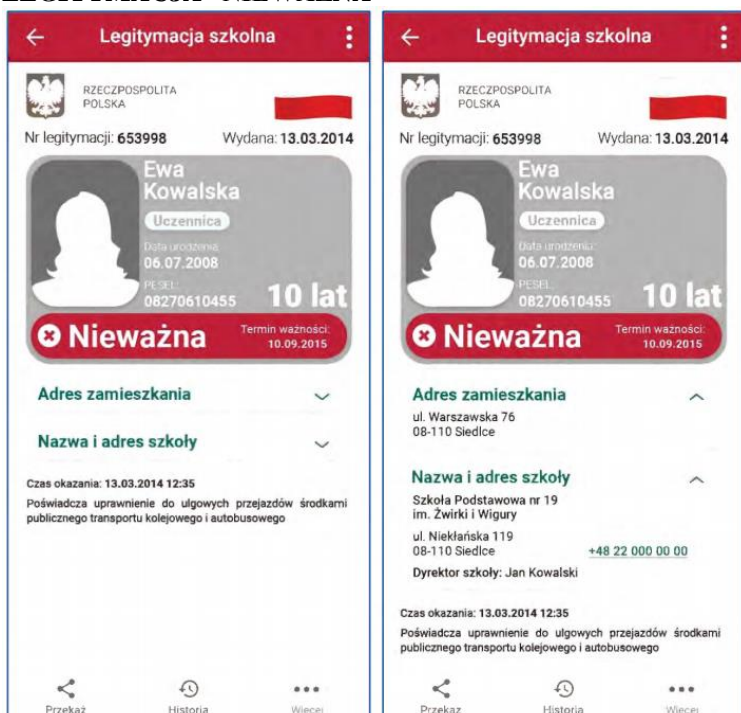 LEGITYMACJA NIEWAŻNA
Legitymacja szkolna
RZECZPOSPOLITA
POLSKA
Nr legitymacji: 653998 Wydana: 13.03.2014
Ewa
Kowalska
Uczennica
Data urodzenia:
06.07.2008
PESEL:
08270610455
10 lat
Nieważna
Termin ważności:
10.09.2015
Adres zamieszkania
Nazwa i adres szkoły
Czas okazania: 13.03.2014 12:35
Poświadcza uprawnienie do ulgowych przejazdów środkami
publicznego transportu kolejowego i autobusowego
Przekaż Historia Więcej
Legitymacja szkolna
RZECZPOSPOLITA
POLSKA
Nr legitymacji: 653998 Wydana: 13.03.2014
Ewa
Kowalska
Uczennica
Data urodzenia:
06.07.2008
PESEL:
08270610455
10 lat
Nieważna
Termin ważności:
10.09.2015
Adres zamieszkania
ul. Warszawska 76
08-110 Siedlce
Nazwa i adres szkoły
Szkoła Podstawowa nr 19
im. Żwirki i Wigury
ul. Niekłańska 119
08-110 Siedlce +48 22 000 00 00
Dyrektor szkoły: Jan Kowalski
Czas okazania: 13.03.2014 12:35
Poświadcza uprawnienie do ulgowych przejazdów środkami
publicznego transportu kolejowego i autobusowego
Przekaż Historia Więcej